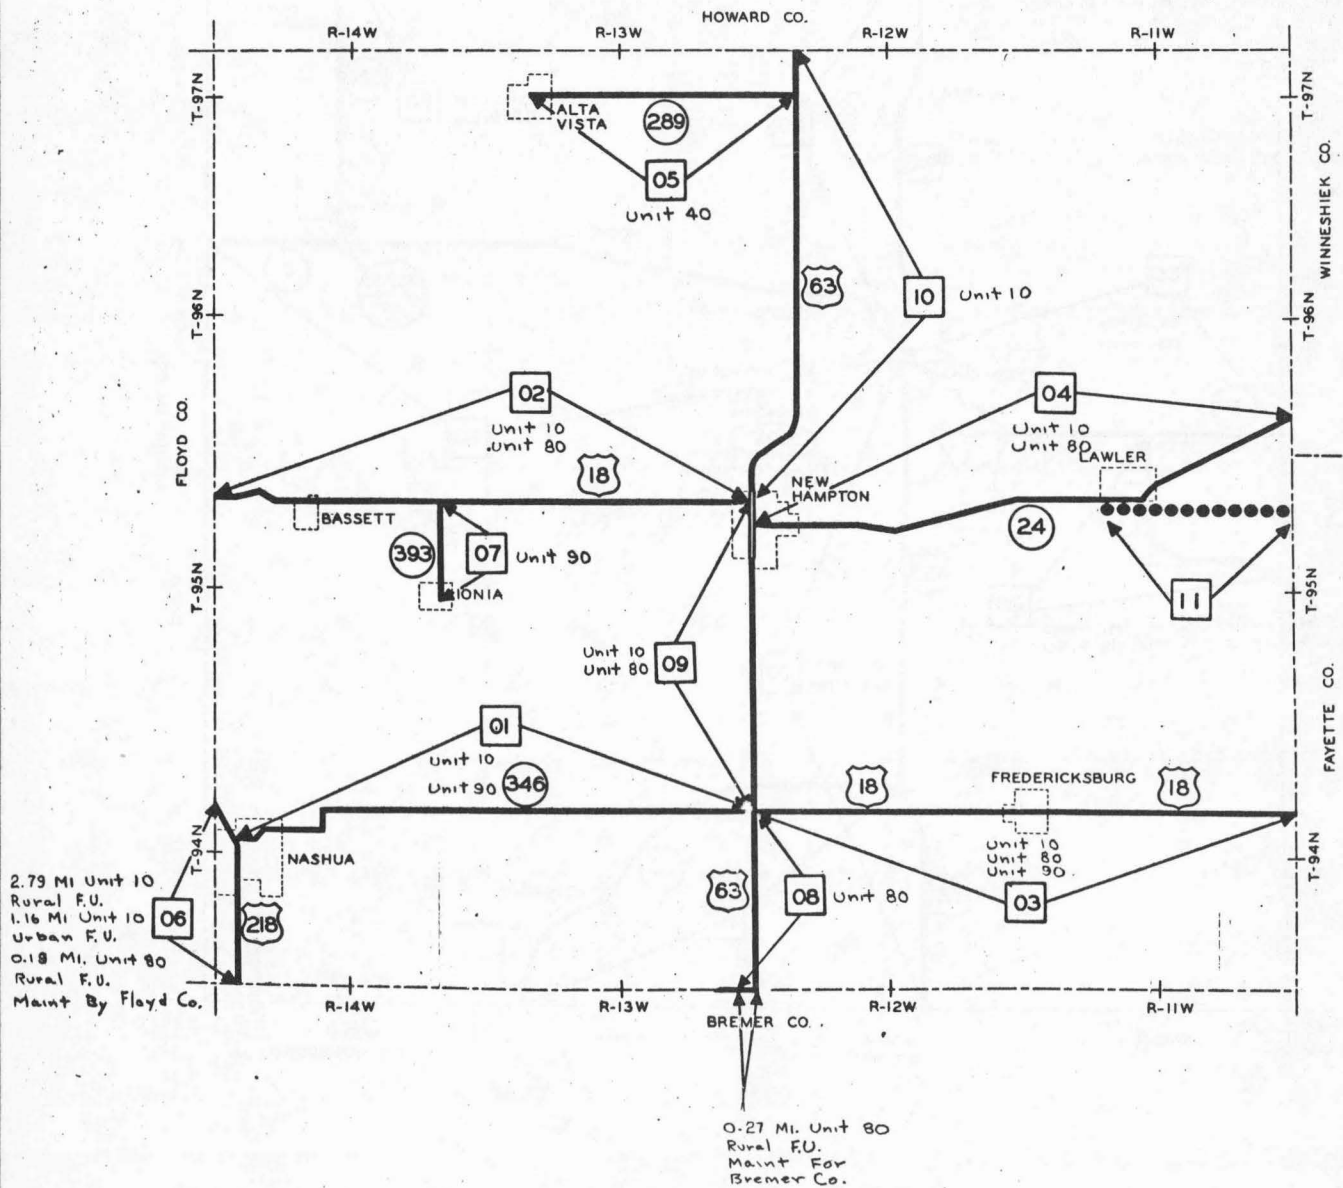 HOWARD CO.
R-14W
R-13W
R-12W
R-11W
T-97N
T-97N
ALTA
VISTA
289
05
Unit 40
WINNESHIEK CO.
63
10
Unit 10
T-96N
T-96N
02
Unit 10
Unit 80
04
Unit 10
Unit 80
FLOYD CO.
18
LAWLER
NEW
HAMPTON
BASSETT
24
393
07
Unit 90
IONIA
T-95N
T-95N
11
Unit 10
Unit 80
09
01
Unit 10
Unit 90
346
FAYETTE CO.
18
FREDERICKSBURG
18
T-94N
T-94N
NASHUA
Unit 10
Unit 80
Unit 90
2.79 Mi Unit 10
Rural F.U.
1.16 Mi Unit 10
Urban F.U.
0.18 Mi. Unit 80
Rural F.U.
Maint By Floyd Co.
06
218
63
08
Unit 80
03
R-14W
R-13W
R-12W
R-11W
BREMER CO.
0.27 Mi. Unit 80
Rural F.U.
Maint For
Bremer Co.